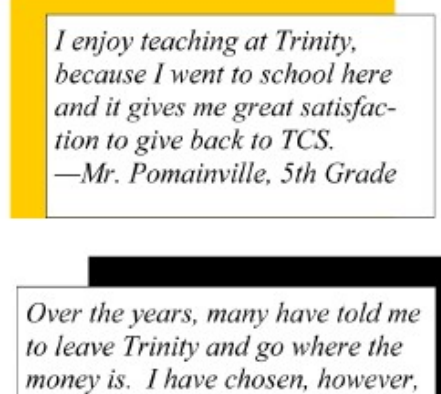 I enjoy teaching at Trinity,
because I went to school here
and it gives me great satisfac-
tion to give back to TCS.
—Mr. Pomainville, 5th Grade
Over the years, many have told me
to leave Trinity and go where the
money is.  I have chosen, however,